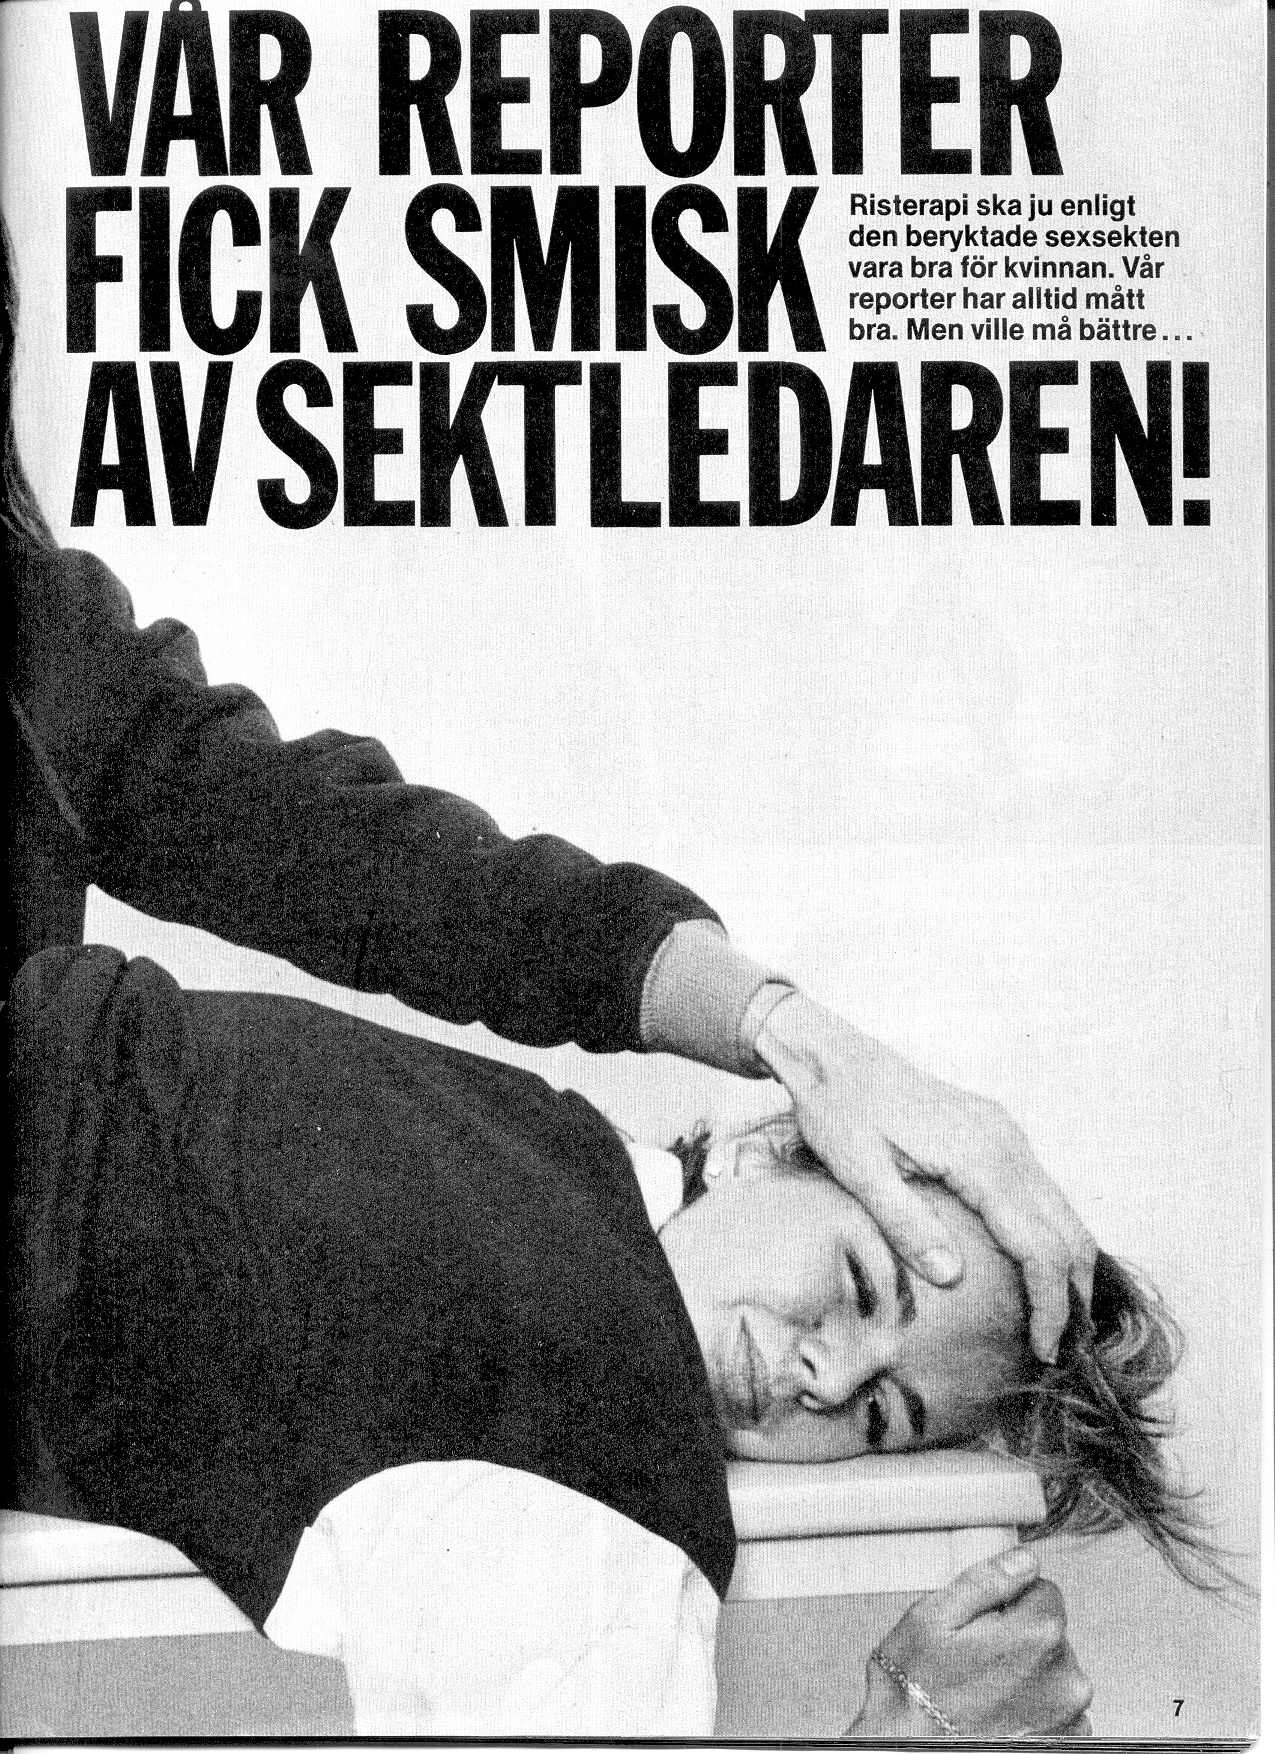 VÅR REPORTER
FICK SMISK
AV SEKTLEDAREN!
Risterapi ska ju enligt
den beryktade sexsekten
vara bra för kvinnan. Vår
reporter har alltid mått
bra. Men ville må bättre...
7